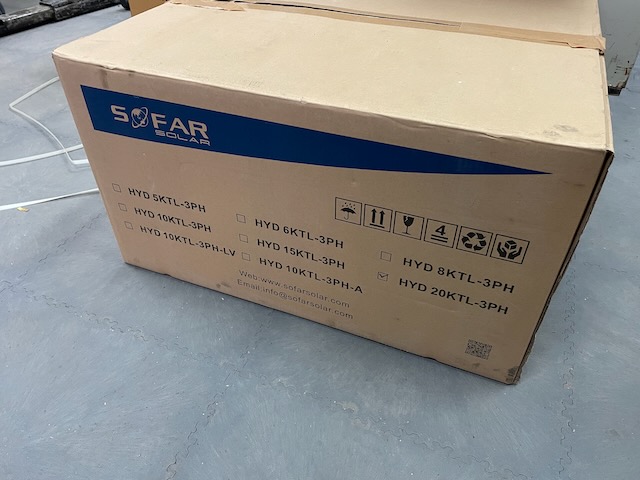 SOFAR
SOLAR
HYD 5KTL-3PH
HYD 6KTL-3PH
HYD 8KTL-3PH
HYD 10KTL-3PH
HYD 15KTL-3PH
HYD 20KTL-3PH
HYD 10KTL-3PH-LV
HYD 10KTL-3PH-A
4
Web:www.sofarsolar.com
Email:info@sofarsolar.com